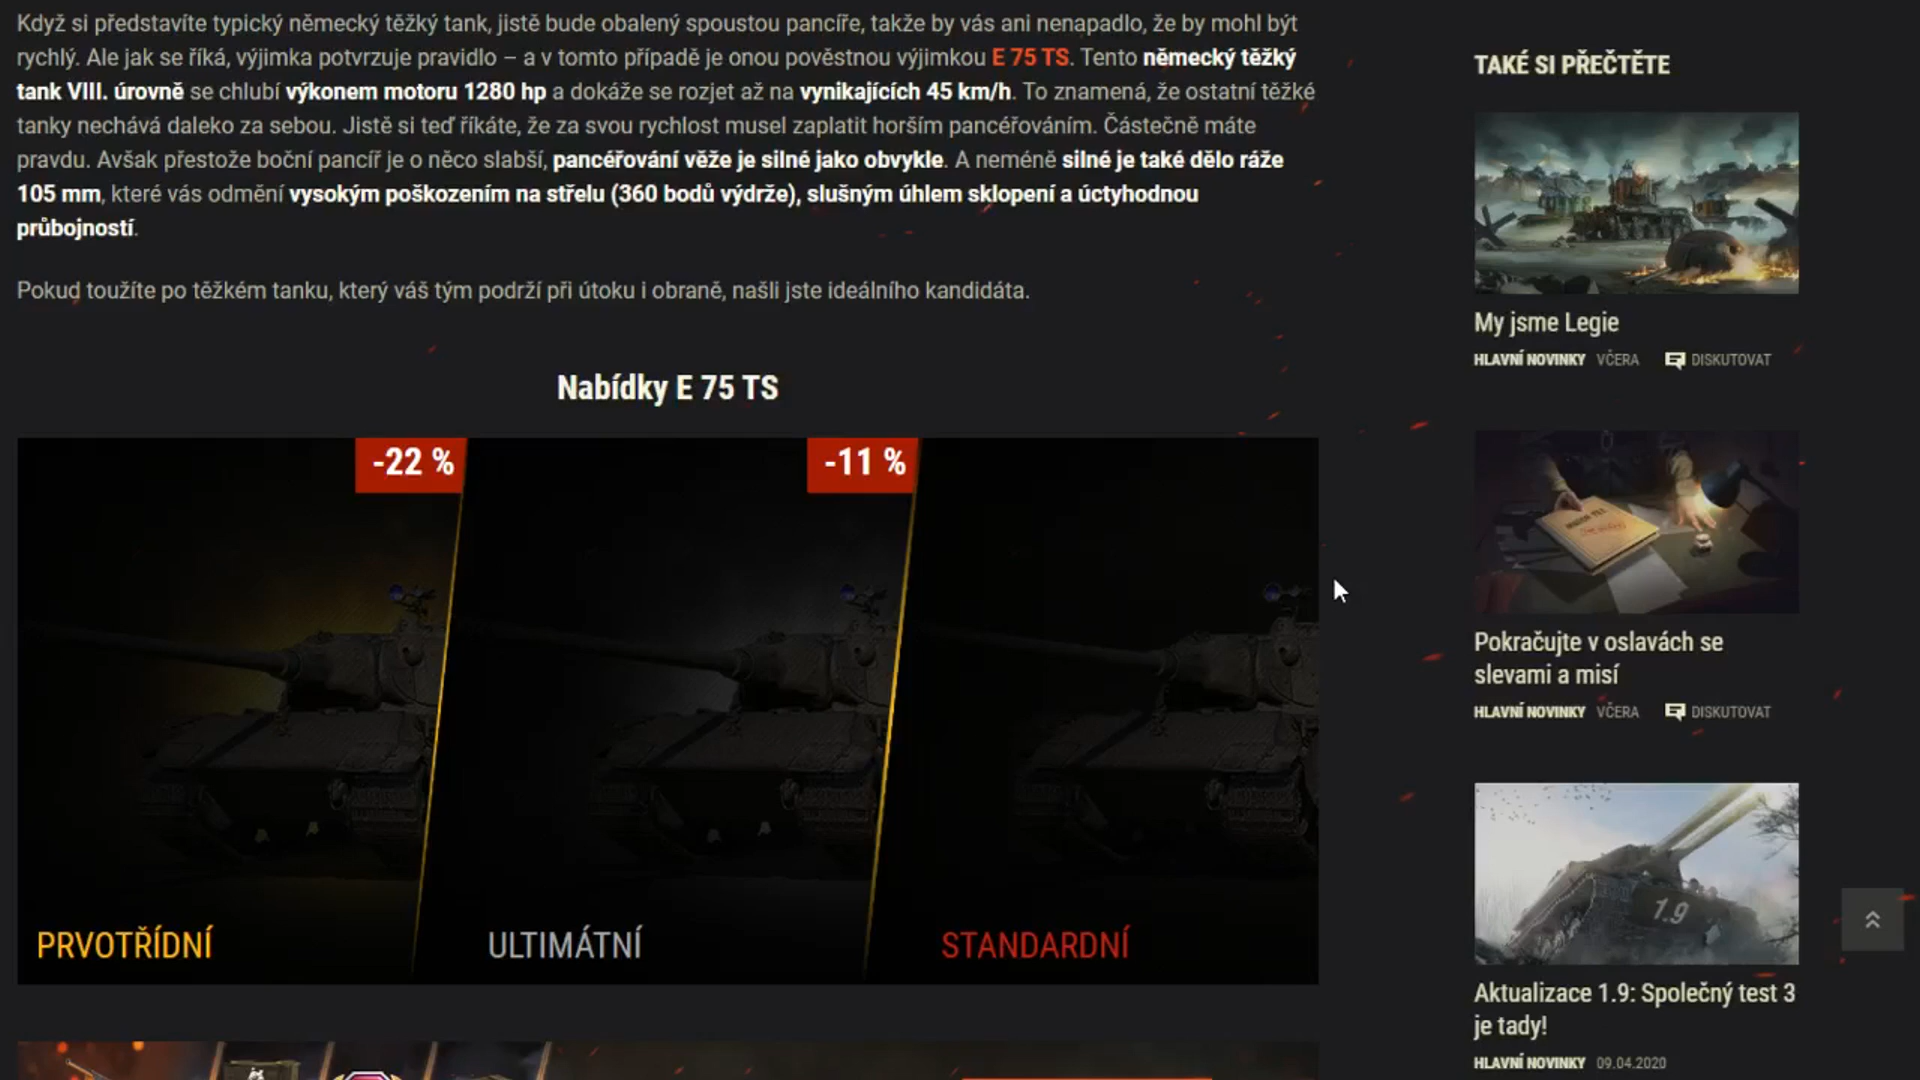 Když si představíte typický německý těžký tank, jistě bude obalený spoustou pancíře, takže by vás ani nenapadlo, že by mohl být
rychlý. Ale jak se říká, výjimka potvrzuje pravidlo – a v tomto případě je onou pověstnou výjimkou E 75 TS. Tento německý těžký
tank VIII. úrovně se chlubí výkonem motoru 1280 hp a dokáže se rozjet až na vynikajících 45 km/h. To znamená, že ostatní těžké
tanky nechává daleko za sebou. Jistě si teď říkáte, že za svou rychlost musel zaplatit horším pancéřováním. Částečně máte
pravdu. Avšak přestože boční pancíř je o něco slabší, pancéřování věže je silné jako obvykle. A neméně silné je také dělo ráže
105 mm, které vás odmění vysokým poškozením na střelu (360 bodů výdrže), slušným úhlem sklopení a úctyhodnou
průbojností.
Pokud toužíte po těžkém tanku, který váš tým podrží při útoku i obraně, našli jste ideálního kandidáta.
Nabídky E 75 TS
-22 %
-11 %
PRVOTŘÍDNÍ
ULTIMÁTNÍ
STANDARDNÍ
TAKÉ SI PŘEČTĚTE
My jsme Legie
HLAVNÍ NOVINKY VČERA DISKUTOVAT
Pokračujte v oslavách se
slevami a misí
HLAVNÍ NOVINKY VČERA DISKUTOVAT
1.9
Aktualizace 1.9: Společný test 3
je tady!
HLAVNÍ NOVINKY 09.04.2020